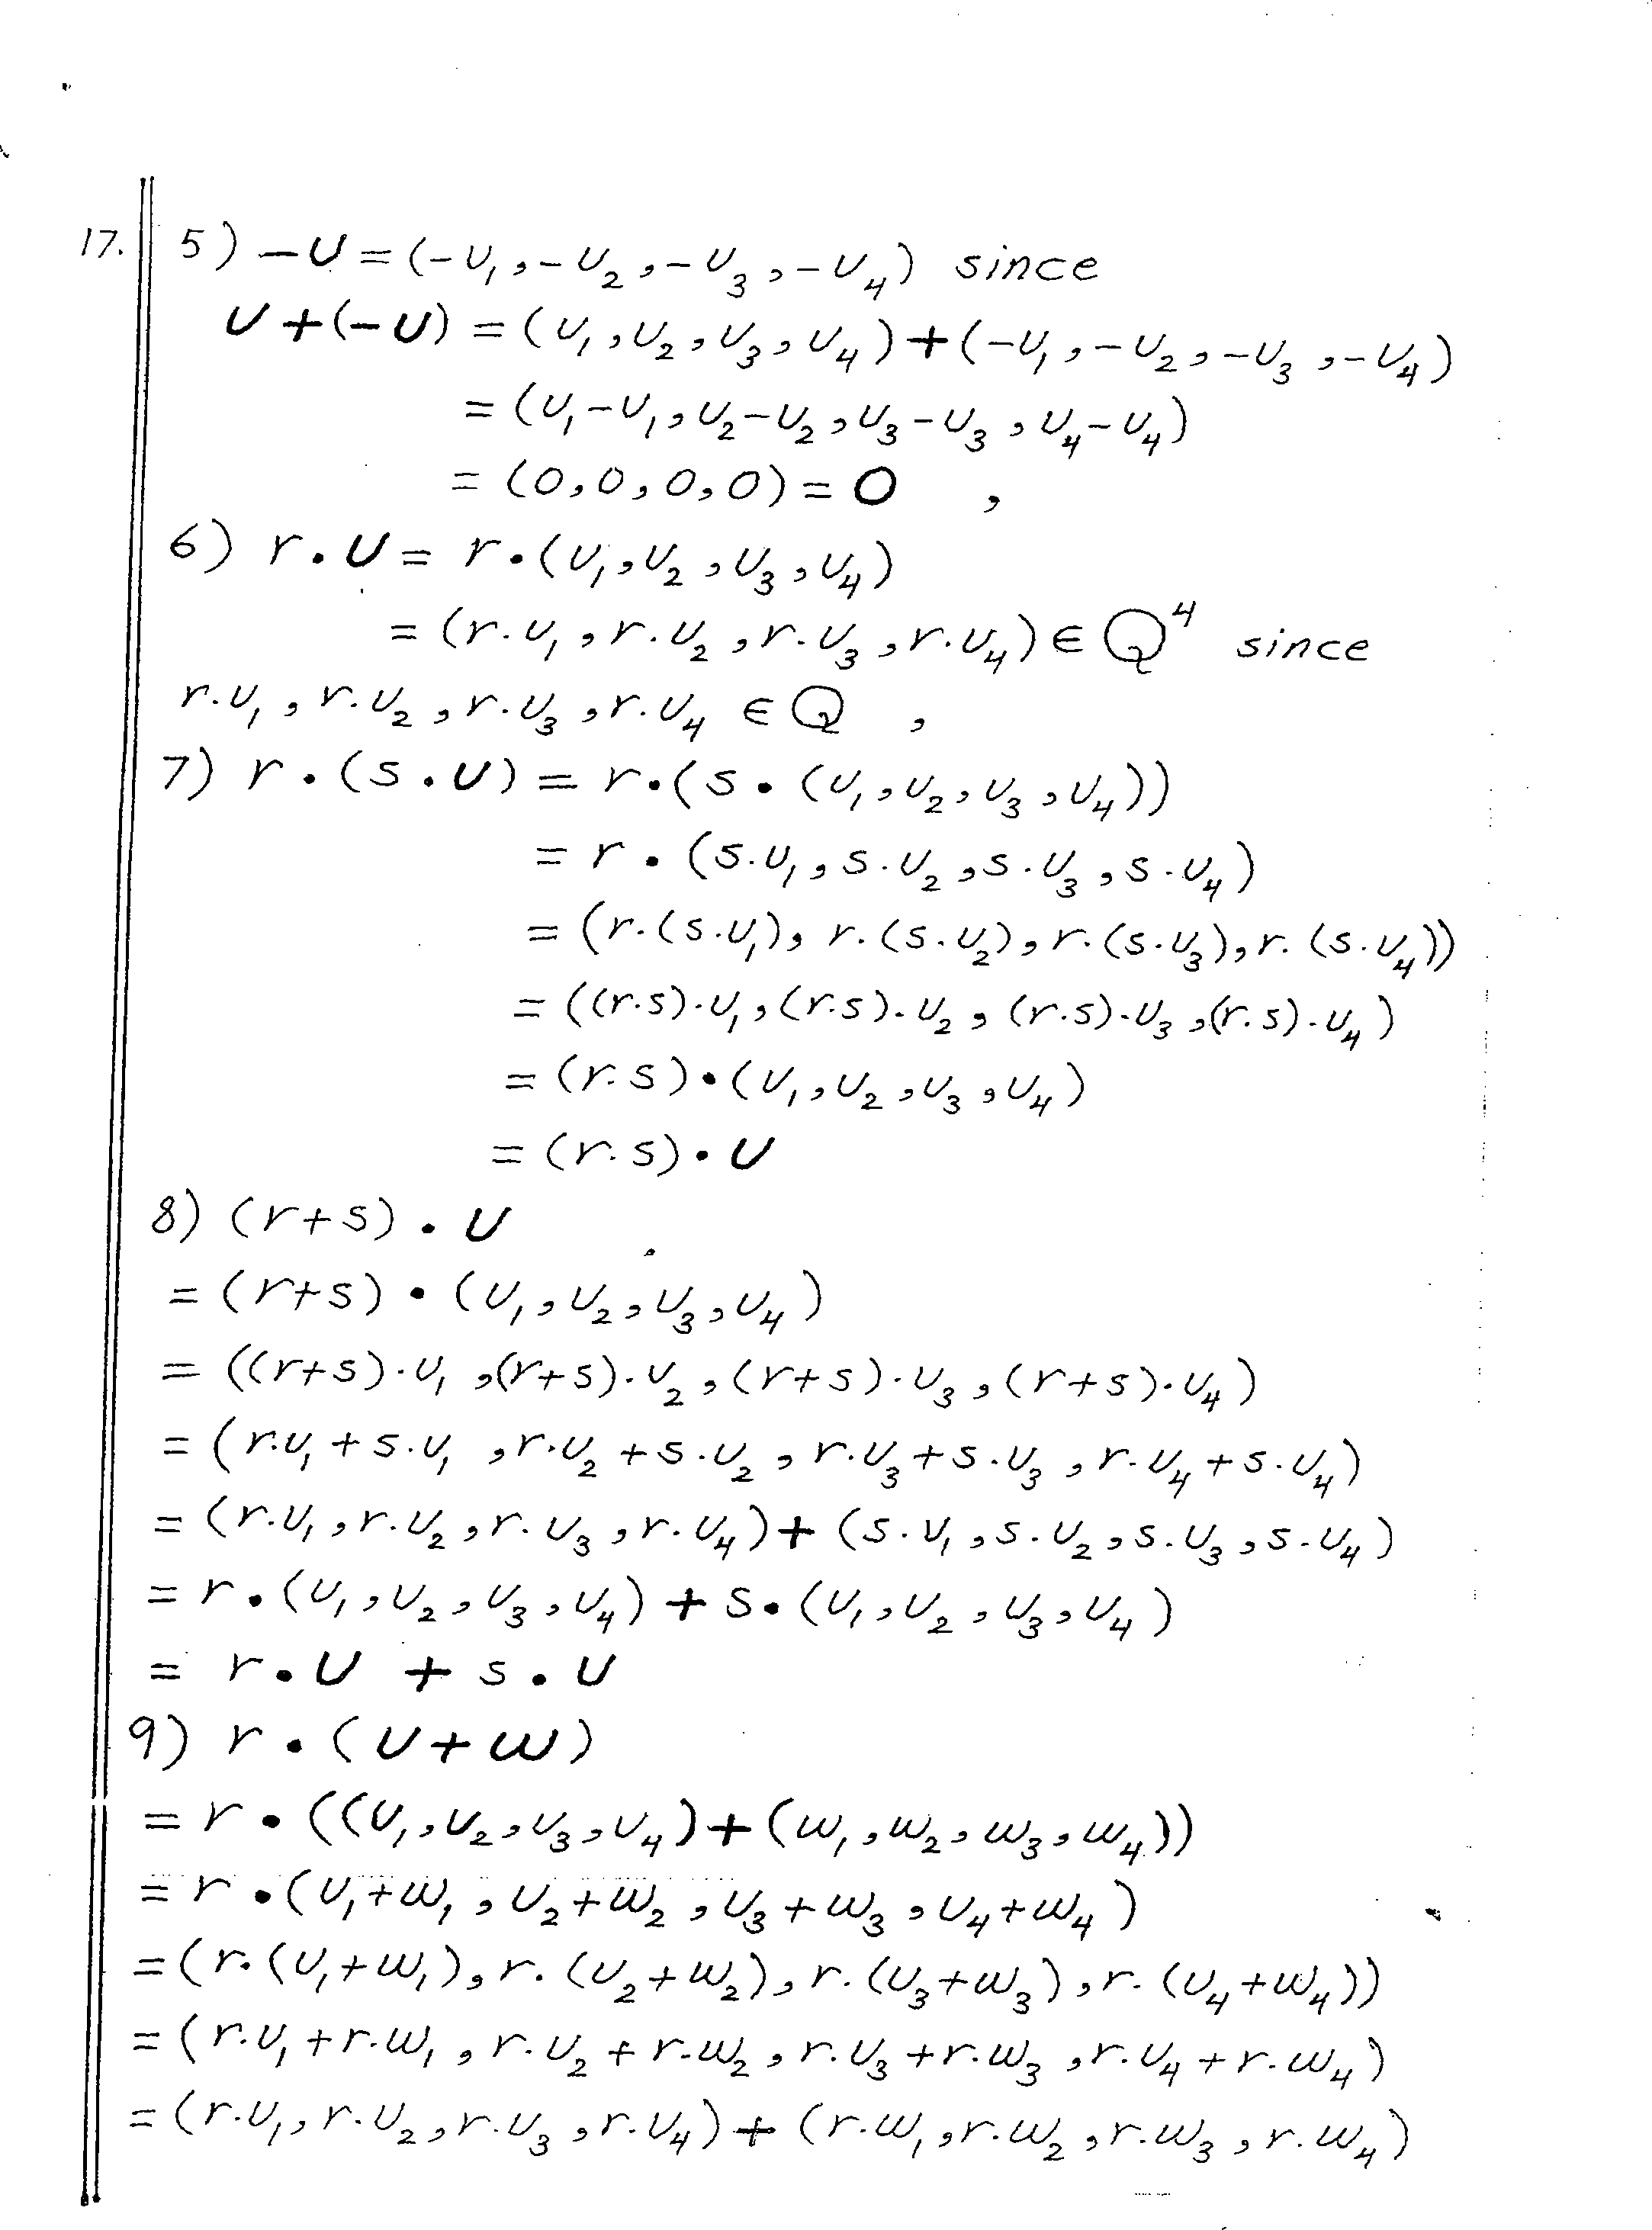 17. 5) −U = (−U₁, −U₂, −U₃, −U₄) since
U + (−U) = (U₁, U₂, U₃, U₄) + (−U₁, −U₂, −U₃, −U₄)
= (U₁−U₁, U₂−U₂, U₃−U₃, U₄−U₄)
= (0, 0, 0, 0) = 0 ,
6) r · U = r · (U₁, U₂, U₃, U₄)
= (r.U₁, r.U₂, r.U₃, r.U₄) ∈ Q⁴ since
r.U₁, r.U₂, r.U₃, r.U₄ ∈ Q ,
7) r · (s · U) = r · (s · (U₁, U₂, U₃, U₄))
= r · (s.U₁, s.U₂, s.U₃, s.U₄)
= (r.(s.U₁), r.(s.U₂), r.(s.U₃), r.(s.U₄))
= ((r.s).U₁, (r.s).U₂, (r.s).U₃, (r.s).U₄)
= (r.s) · (U₁, U₂, U₃, U₄)
= (r.s) · U
8) (r+s) · U
= (r+s) · (U₁, U₂, U₃, U₄)
= ((r+s).U₁, (r+s).U₂, (r+s).U₃, (r+s).U₄)
= (r.U₁ + s.U₁, r.U₂ + s.U₂, r.U₃ + s.U₃, r.U₄ + s.U₄)
= (r.U₁, r.U₂, r.U₃, r.U₄) + (s.U₁, s.U₂, s.U₃, s.U₄)
= r · (U₁, U₂, U₃, U₄) + s · (U₁, U₂, U₃, U₄)
= r · U + s · U
9) r · (U + W)
= r · ((U₁, U₂, U₃, U₄) + (W₁, W₂, W₃, W₄))
= r · (U₁+W₁, U₂+W₂, U₃+W₃, U₄+W₄)
= (r.(U₁+W₁), r.(U₂+W₂), r.(U₃+W₃), r.(U₄+W₄))
= (r.U₁ + r.W₁, r.U₂ + r.W₂, r.U₃ + r.W₃, r.U₄ + r.W₄)
= (r.U₁, r.U₂, r.U₃, r.U₄) + (r.W₁, r.W₂, r.W₃, r.W₄)